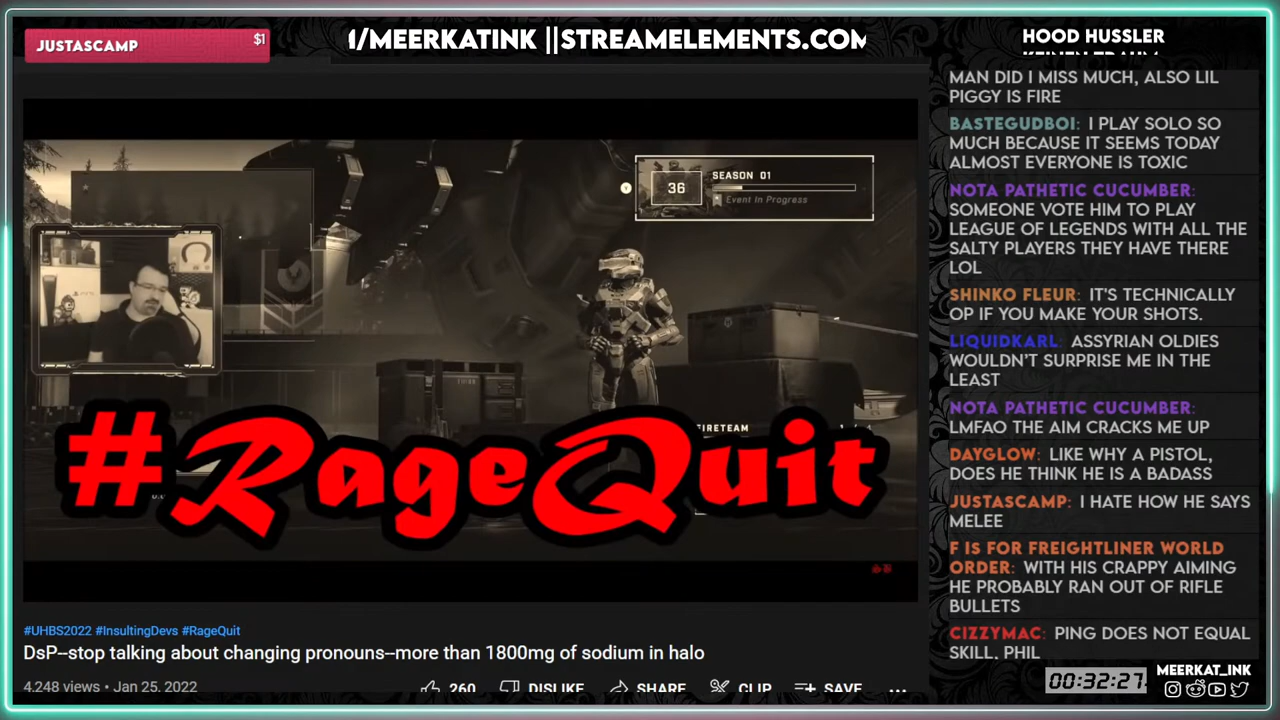 JUSTASCAMP
$1
/MEERKATINK ||STREAMELEMENTS.COM
HOOD HUSSLER
MAN DID I MISS MUCH, ALSO LIL
PIGGY IS FIRE
BASTEGUDBOI: I PLAY SOLO SO
MUCH BECAUSE IT SEEMS TODAY
ALMOST EVERYONE IS TOXIC
NOTA PATHETIC CUCUMBER:
SOMEONE VOTE HIM TO PLAY
LEAGUE OF LEGENDS WITH ALL THE
SALTY PLAYERS THEY HAVE THERE
LOL
SHINKO FLEUR: IT'S TECHNICALLY
OP IF YOU MAKE YOUR SHOTS.
LIQUIDKARL: ASSYRIAN OLDIES
WOULDN'T SURPRISE ME IN THE
LEAST
NOTA PATHETIC CUCUMBER:
LMFAO THE AIM CRACKS ME UP
DAYGLOW: LIKE WHY A PISTOL,
DOES HE THINK HE IS A BADASS
JUSTASCAMP: I HATE HOW HE SAYS
MELEE
F IS FOR FREIGHTLINER WORLD
ORDER: WITH HIS CRAPPY AIMING
HE PROBABLY RAN OUT OF RIFLE
BULLETS
CIZZYMAC: PING DOES NOT EQUAL
SKILL, PHIL
SEASON 01
36
Y
Event In Progress
FIRETEAM
#RageQuit
#UHBS2022 #InsultingDevs #RageQuit
DsP--stop talking about changing pronouns--more than 1800mg of sodium in halo
4,248 views • Jan 25, 2022
260
DISLIKE
SHARE
CLIP
SAVE
00:32:27
MEERKAT_INK